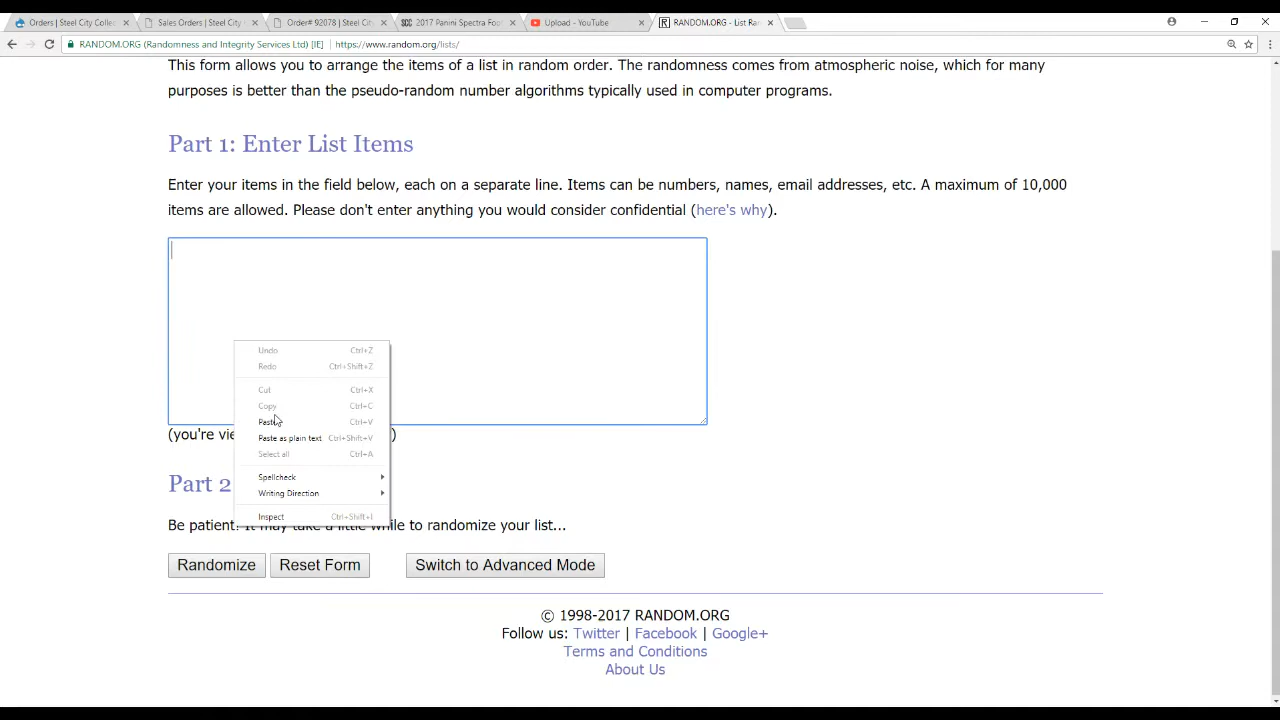 Orders | Steel City Collec
Sales Orders | Steel City
Order# 92078 | Steel City
2017 Panini Spectra Foo
Upload - YouTube
RANDOM.ORG - List Ra
RANDOM.ORG (Randomness and Integrity Services Ltd) [IE] | https://www.random.org/lists/
This form allows you to arrange the items of a list in random order. The randomness comes from atmospheric noise, which for many
purposes is better than the pseudo-random number algorithms typically used in computer programs.
Part 1: Enter List Items
Enter your items in the field below, each on a separate line. Items can be numbers, names, email addresses, etc. A maximum of 10,000
items are allowed. Please don't enter anything you would consider confidential (here's why).
Undo Ctrl+Z
Redo Ctrl+Shift+Z
Cut Ctrl+X
Copy Ctrl+C
Paste Ctrl+V
(you're vie )
Paste as plain text Ctrl+Shift+V
Select all Ctrl+A
Spellcheck
Part 2
Writing Direction
Inspect Ctrl+Shift+I
Be patient! It may take a little while to randomize your list...
Randomize Reset Form Switch to Advanced Mode
© 1998-2017 RANDOM.ORG
Follow us: Twitter | Facebook | Google+
Terms and Conditions
About Us